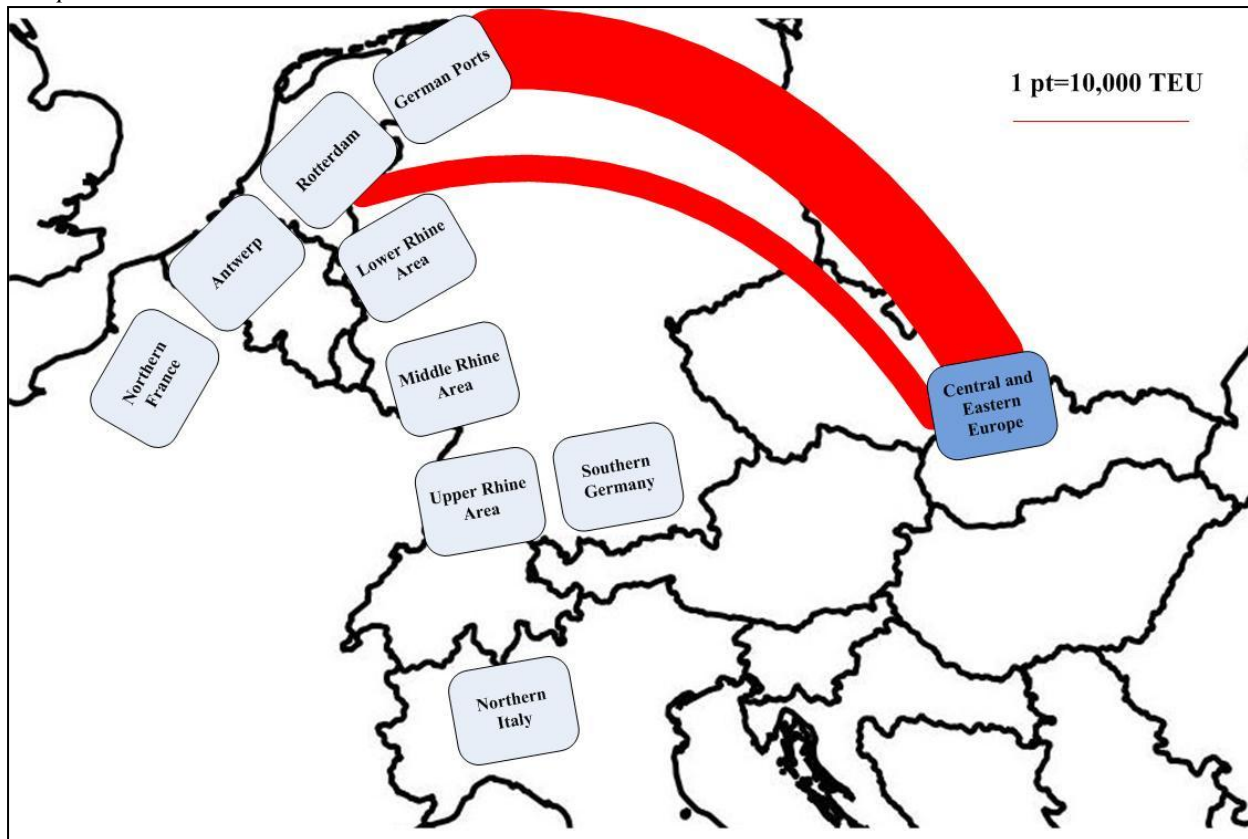 German Ports
1 pt=10,000 TEU
Rotterdam
Antwerp
Lower Rhine
Area
Northern
France
Middle Rhine
Area
Central and
Eastern
Europe
Upper Rhine
Area
Southern
Germany
Northern
Italy